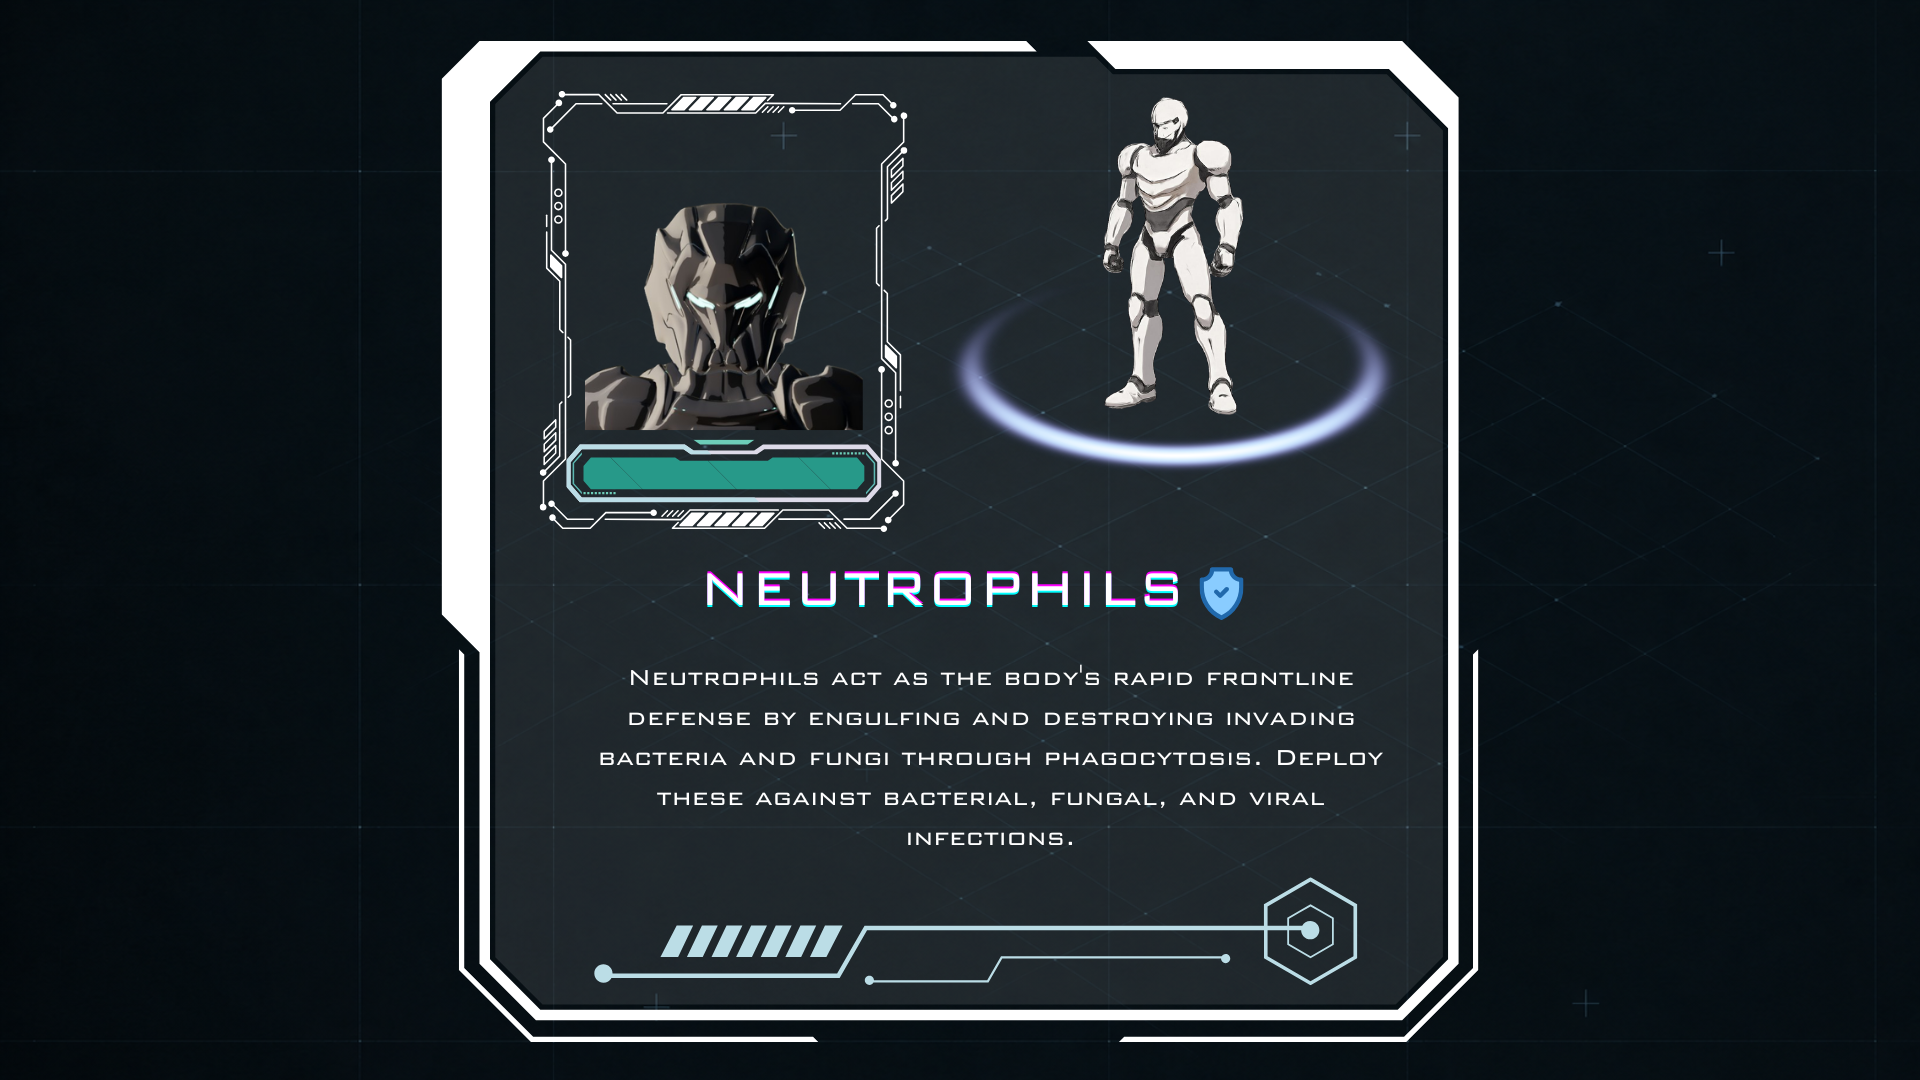 NEUTROPHILS
Neutrophils act as the body's rapid frontline
defense by engulfing and destroying invading
bacteria and fungi through phagocytosis. Deploy
these against bacterial, fungal, and viral
infections.